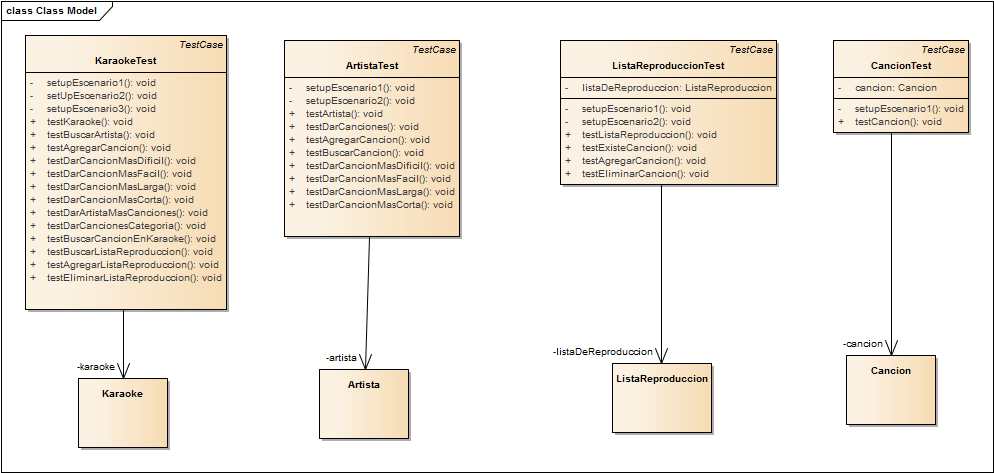 class Class Model
TestCase
KaraokeTest
- setupEscenario1(): void
- setUpEscenario2(): void
- setupEscenario3(): void
+ testKaraoke(): void
+ testBuscarArtista(): void
+ testAgregarCancion(): void
+ testDarCancionMasDificil(): void
+ testDarCancionMasFacil(): void
+ testDarCancionMasLarga(): void
+ testDarCancionMasCorta(): void
+ testDarArtistaMasCanciones(): void
+ testDarCancionesCategoria(): void
+ testBuscarCancionEnKaraoke(): void
+ testBuscarListaReproduccion(): void
+ testAgregarListaReproduccion(): void
+ testEliminarListaReproduccion(): void
-karaoke
Karaoke
TestCase
ArtistaTest
- setupEscenario1(): void
- setupEscenario2(): void
+ testArtista(): void
+ testDarCanciones(): void
+ testAgregarCancion(): void
+ testBuscarCancion(): void
+ testDarCancionMasDificil(): void
+ testDarCancionMasFacil(): void
+ testDarCancionMasLarga(): void
+ testDarCancionMasCorta(): void
-artista
Artista
TestCase
ListaReproduccionTest
- listaDeReproduccion: ListaReproduccion
- setupEscenario1(): void
- setupEscenario2(): void
+ testListaReproduccion(): void
+ testExisteCancion(): void
+ testAgregarCancion(): void
+ testEliminarCancion(): void
-listaDeReproduccion
ListaReproduccion
TestCase
CancionTest
- cancion: Cancion
- setupEscenario1(): void
+ testCancion(): void
-cancion
Cancion